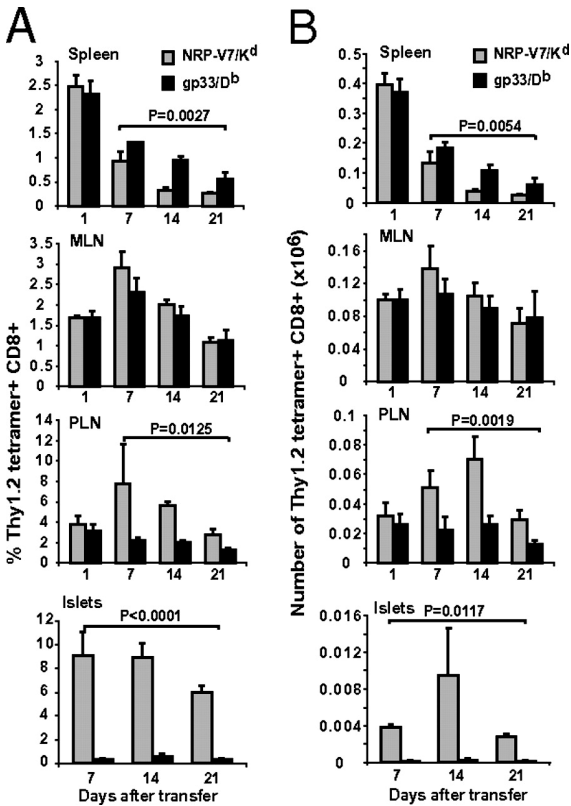 A
Spleen
NRP-V7/Kd
gp33/Db
P=0.0027
3
2.5
2
1.5
1
0.5
0
1 7 14 21
MLN
3.5
3
2.5
2
1.5
1
0.5
0
1 7 14 21
PLN
P=0.0125
14
12
10
8
6
4
2
0
1 7 14 21
Islets
P<0.0001
12
10
8
6
4
2
0
7 14 21
Days after transfer
% Thy1.2 tetramer+ CD8+
B
Spleen
NRP-V7/Kd
gp33/Db
P=0.0054
0.5
0.4
0.3
0.2
0.1
0
1 7 14 21
MLN
0.2
0.16
0.12
0.08
0.04
0
1 7 14 21
PLN
P=0.0019
0.1
0.08
0.06
0.04
0.02
0
1 7 14 21
Islets
P=0.0117
0.016
0.012
0.008
0.004
0
7 14 21
Days after transfer
Number of Thy1.2 tetramer+ CD8+ (x10⁶)